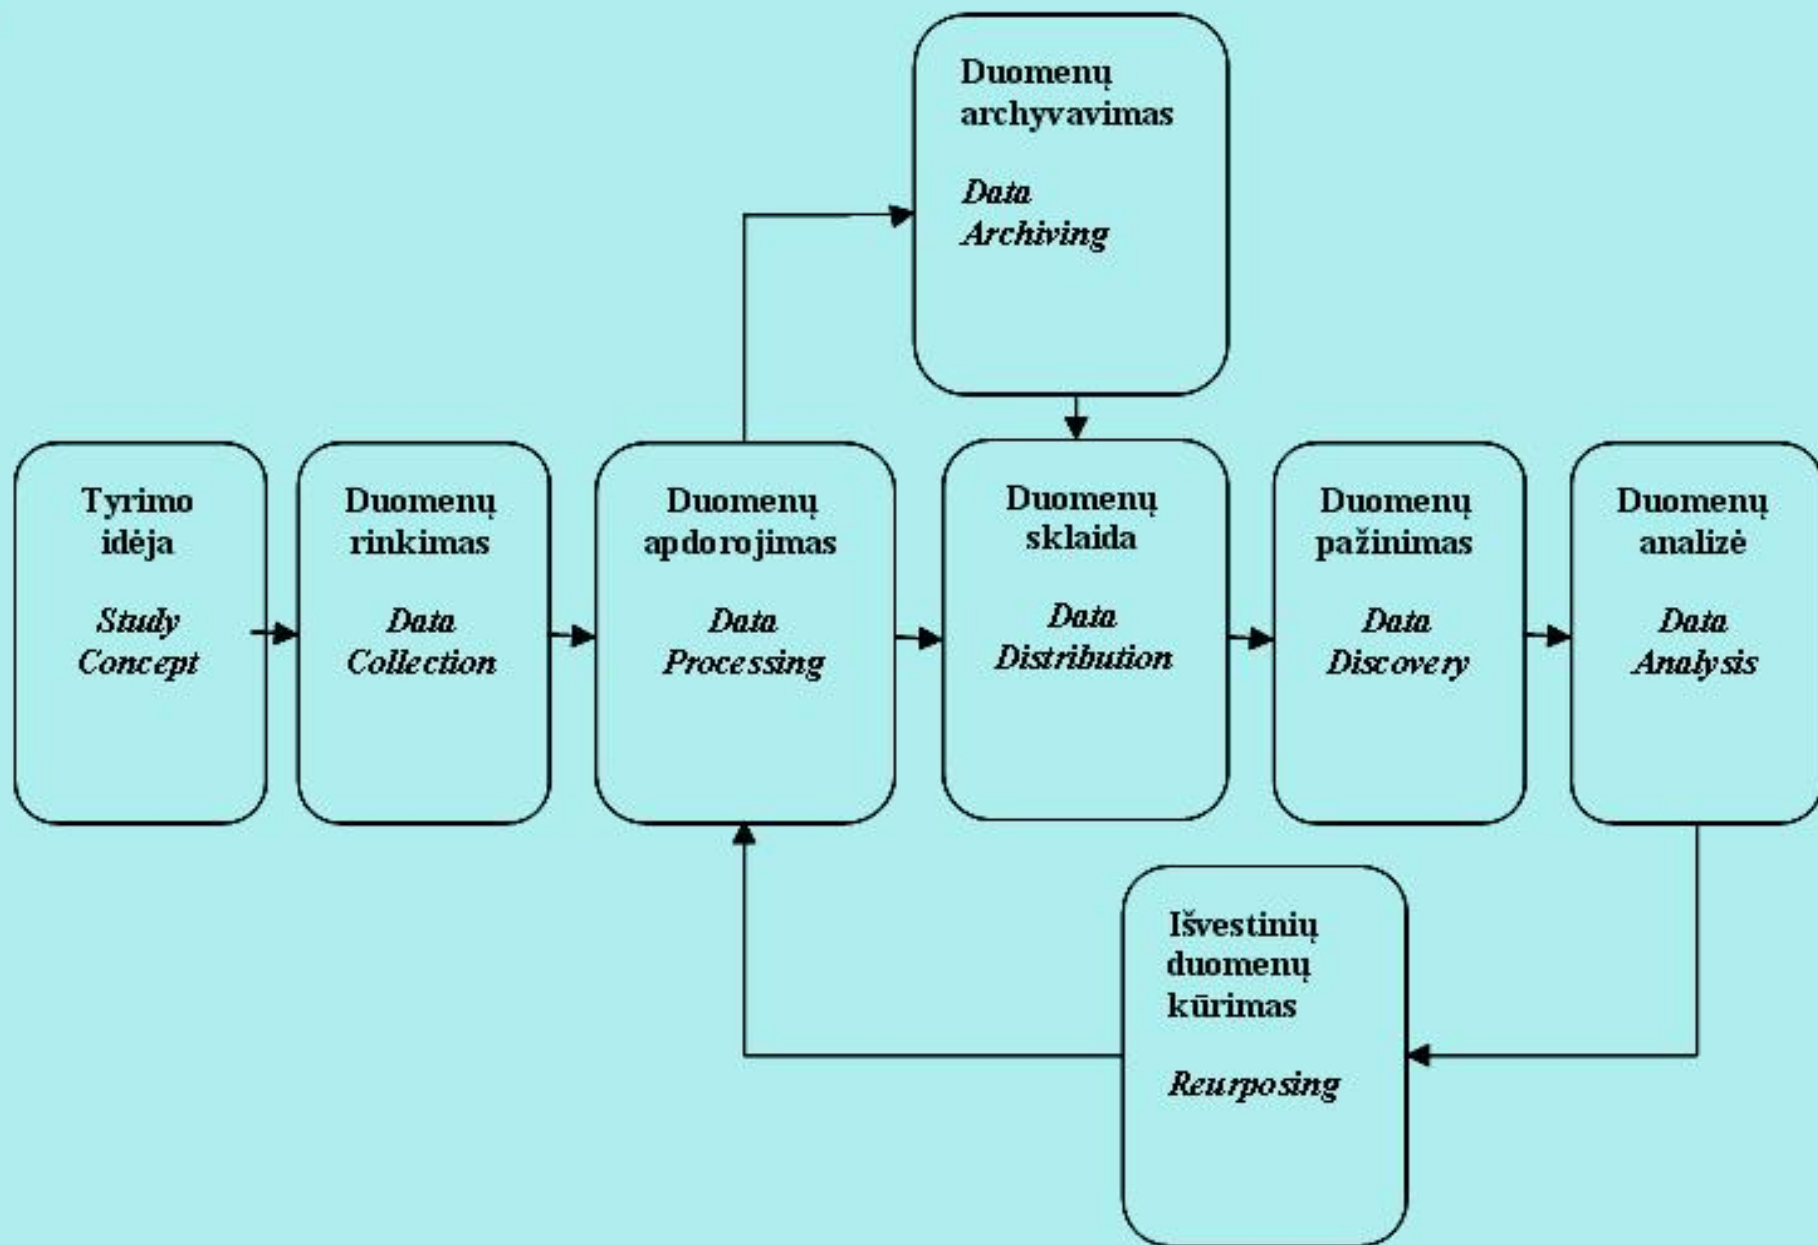 Duomenų
archyvavimas
Data
Archiving
Tyrimo
idėja
Study
Concept
Duomenų
rinkimas
Data
Collection
Duomenų
apdorojimas
Data
Processing
Duomenų
sklaida
Data
Distribution
Duomenų
pažinimas
Data
Discovery
Duomenų
analizė
Data
Analysis
Išvestinių
duomenų
kūrimas
Reurposing